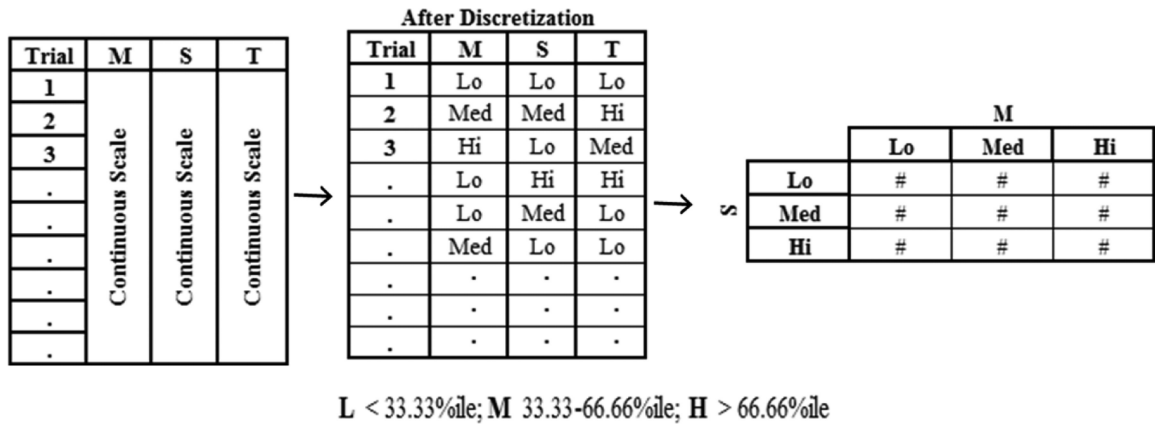 After Discretization
Trial M S T
1
2
3
.
.
.
.
.
.
Continuous Scale
Continuous Scale
Continuous Scale
Trial M S T
1 Lo Lo Lo
2 Med Med Hi
3 Hi Lo Med
. Lo Hi Hi
. Lo Med Lo
. Med Lo Lo
. . . .
. . . .
. . . .
M
Lo Med Hi
S
Lo # # #
Med # # #
Hi # # #
L < 33.33%ile; M 33.33-66.66%ile; H > 66.66%ile